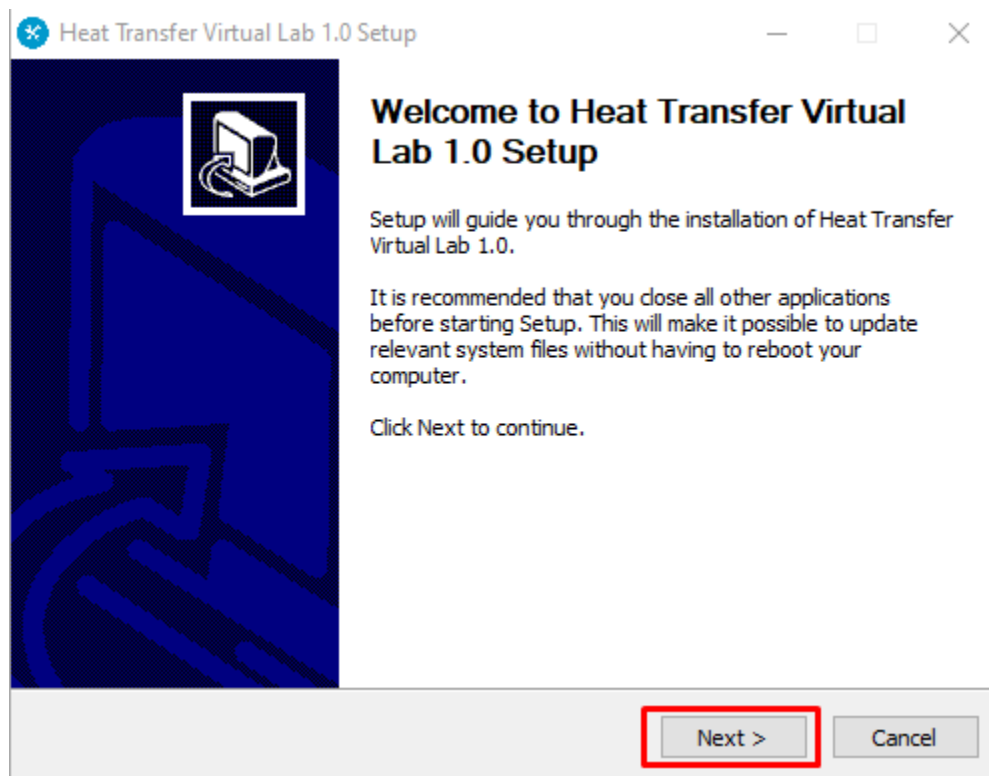 Heat Transfer Virtual Lab 1.0 Setup
Welcome to Heat Transfer Virtual
Lab 1.0 Setup
Setup will guide you through the installation of Heat Transfer
Virtual Lab 1.0.
It is recommended that you close all other applications
before starting Setup. This will make it possible to update
relevant system files without having to reboot your
computer.
Click Next to continue.
Next >
Cancel